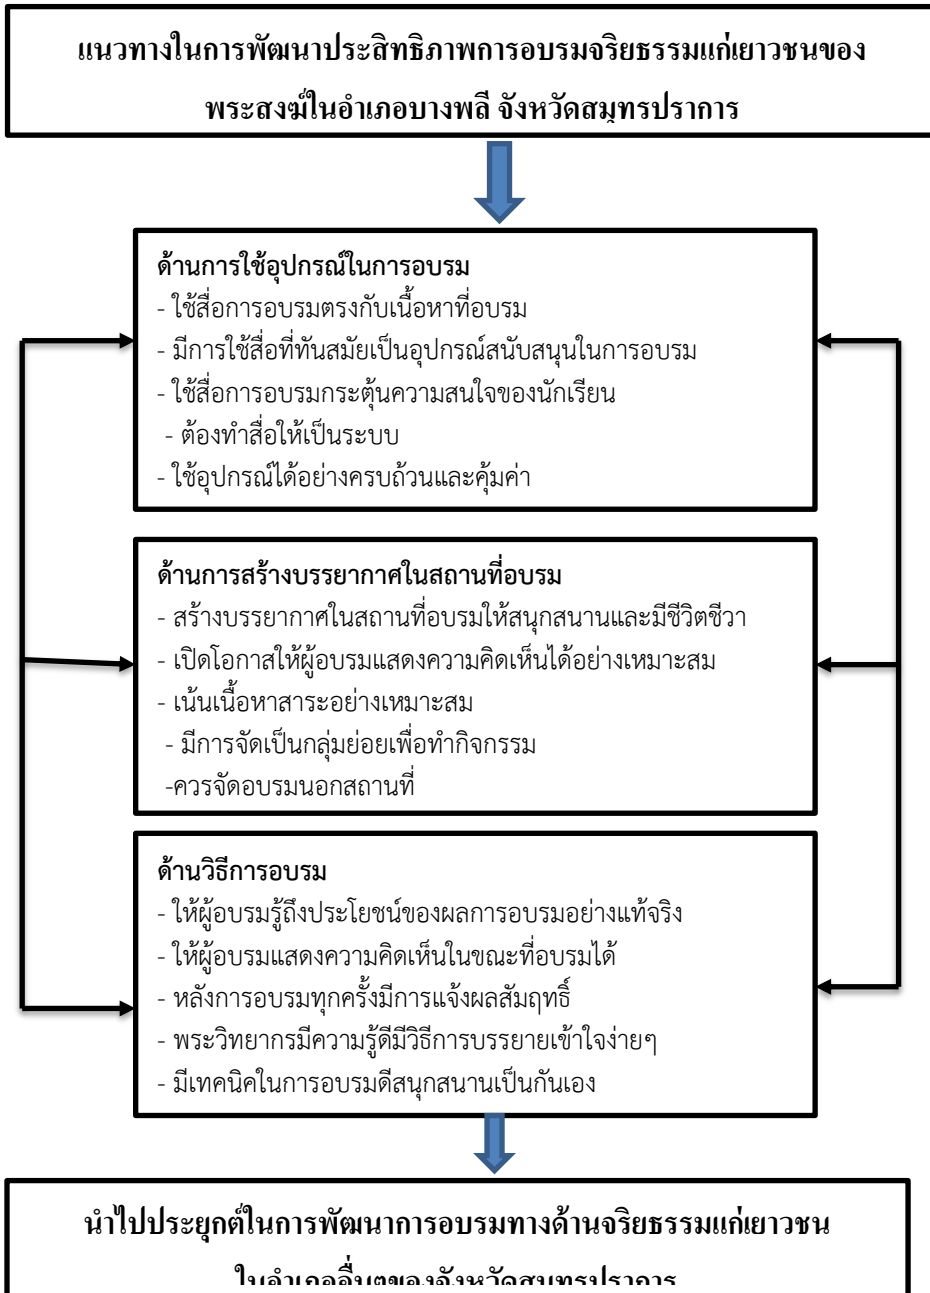 แนวทางในการพัฒนาประสิทธิภาพการอบรมจริยธรรมแก่เยาวชนของ
พระสงฆ์ในอำเภอบางพลี จังหวัดสมุทรปราการ
ด้านการใช้อุปกรณ์ในการอบรม
- ใช้สื่อการอบรมตรงกับเนื้อหาที่อบรม
- มีการใช้สื่อที่ทันสมัยเป็นอุปกรณ์สนับสนุนในการอบรม
- ใช้สื่อการอบรมกระตุ้นความสนใจของนักเรียน
- ต้องทำสื่อให้เป็นระบบ
- ใช้อุปกรณ์ได้อย่างครบถ้วนและคุ้มค่า
ด้านการสร้างบรรยากาศในสถานที่อบรม
- สร้างบรรยากาศในสถานที่อบรมให้สนุกสนานและมีชีวิตชีวา
- เปิดโอกาสให้ผู้อบรมแสดงความคิดเห็นได้อย่างเหมาะสม
- เน้นเนื้อหาสาระอย่างเหมาะสม
- มีการจัดเป็นกลุ่มย่อยเพื่อทำกิจกรรม
-ควรจัดอบรมนอกสถานที่
ด้านวิธีการอบรม
- ให้ผู้อบรมรู้ถึงประโยชน์ของผลการอบรมอย่างแท้จริง
- ให้ผู้อบรมแสดงความคิดเห็นในขณะที่อบรมได้
- หลังการอบรมทุกครั้งมีการแจ้งผลสัมฤทธิ์
- พระวิทยากรมีความรู้ดีมีวิธีการบรรยายเข้าใจง่ายๆ
- มีเทคนิคในการอบรมดีสนุกสนานเป็นกันเอง
นำไปประยุกต์ในการพัฒนาการอบรมทางด้านจริยธรรมแก่เยาวชน
ในอำเภออื่นๆของจังหวัดสมุทรปราการ